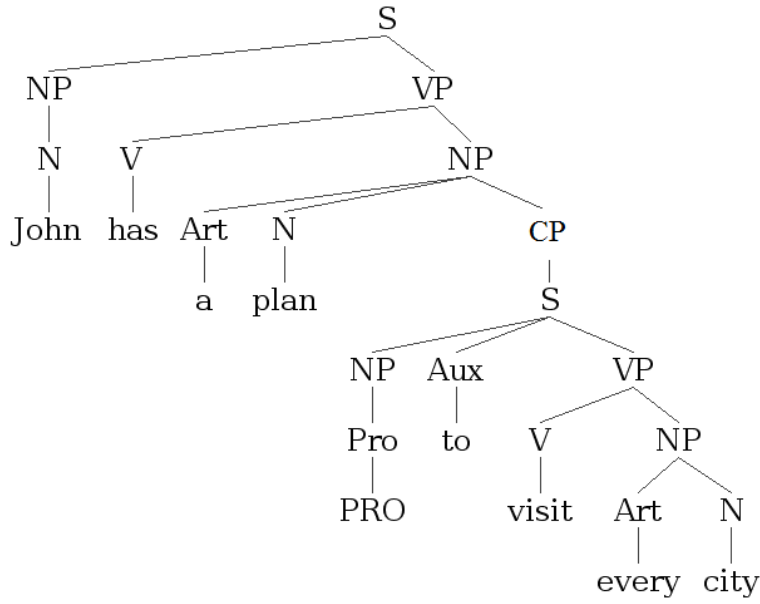 S
NP VP
N V NP
John has Art N CP
a plan S
NP Aux VP
Pro to V NP
PRO visit Art N
every city